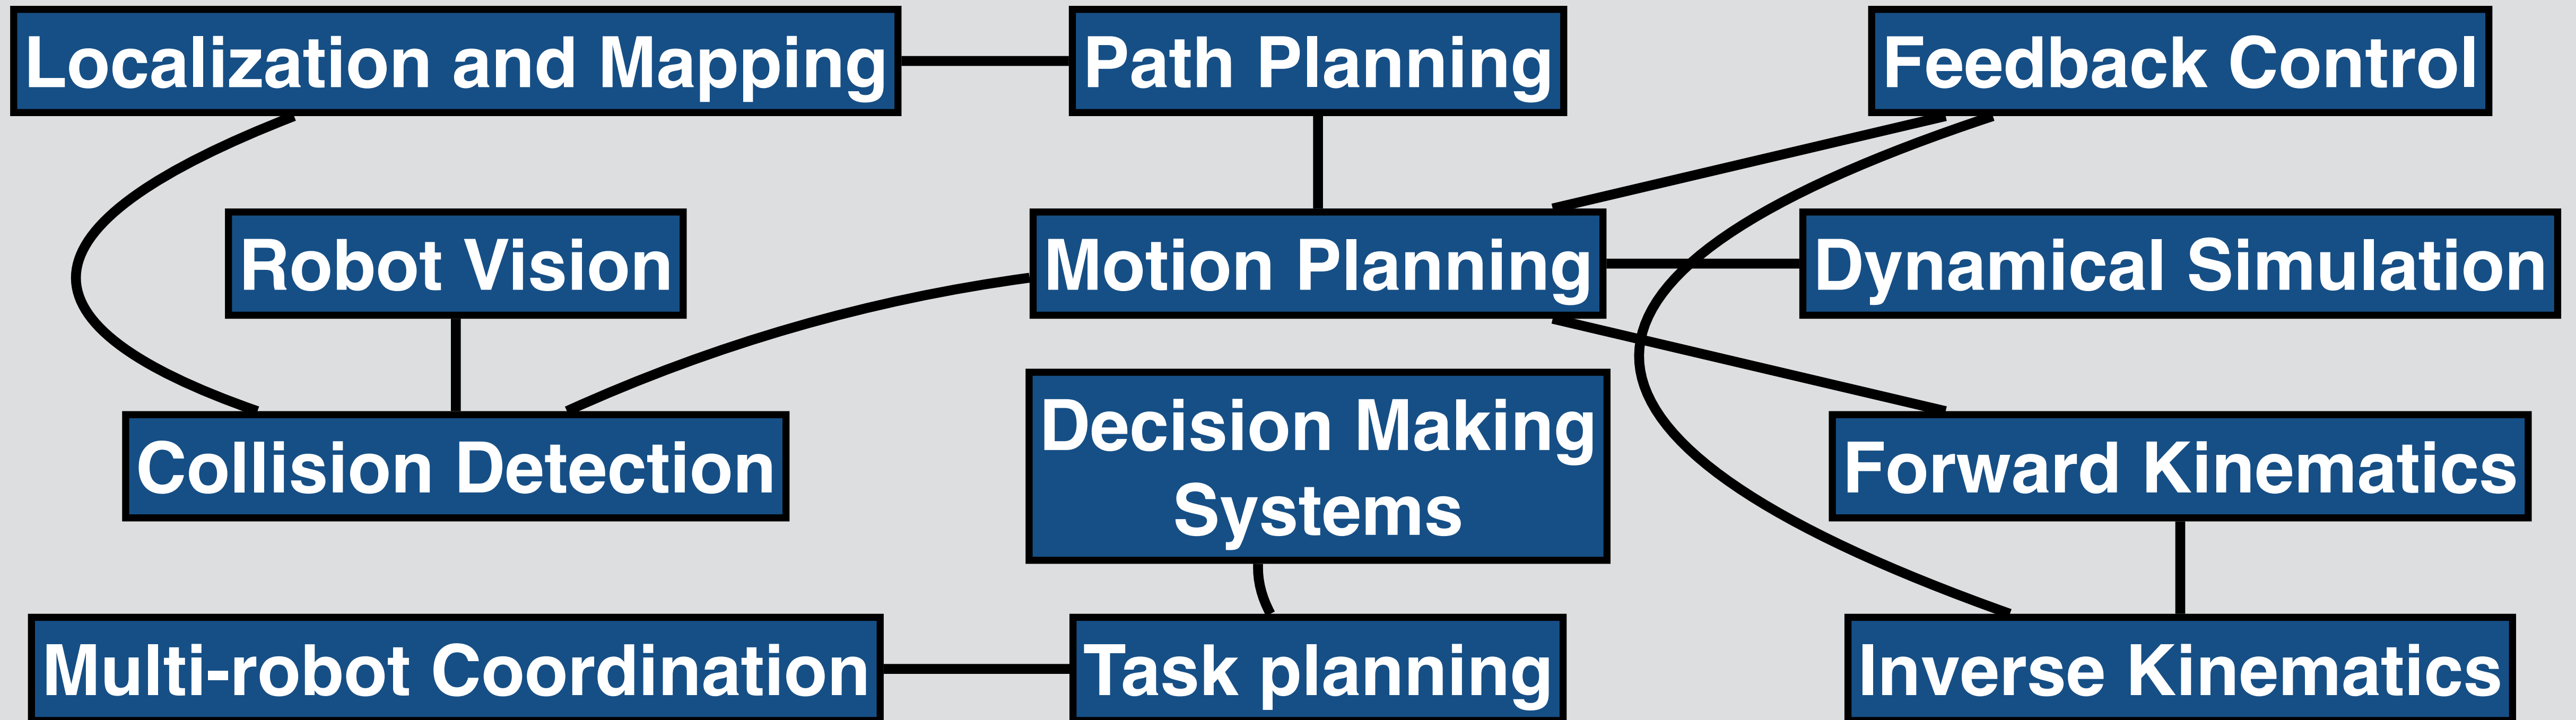 Localization and Mapping
Path Planning
Feedback Control
Robot Vision
Motion Planning
Dynamical Simulation
Collision Detection
Decision Making
Systems
Forward Kinematics
Multi-robot Coordination
Task planning
Inverse Kinematics